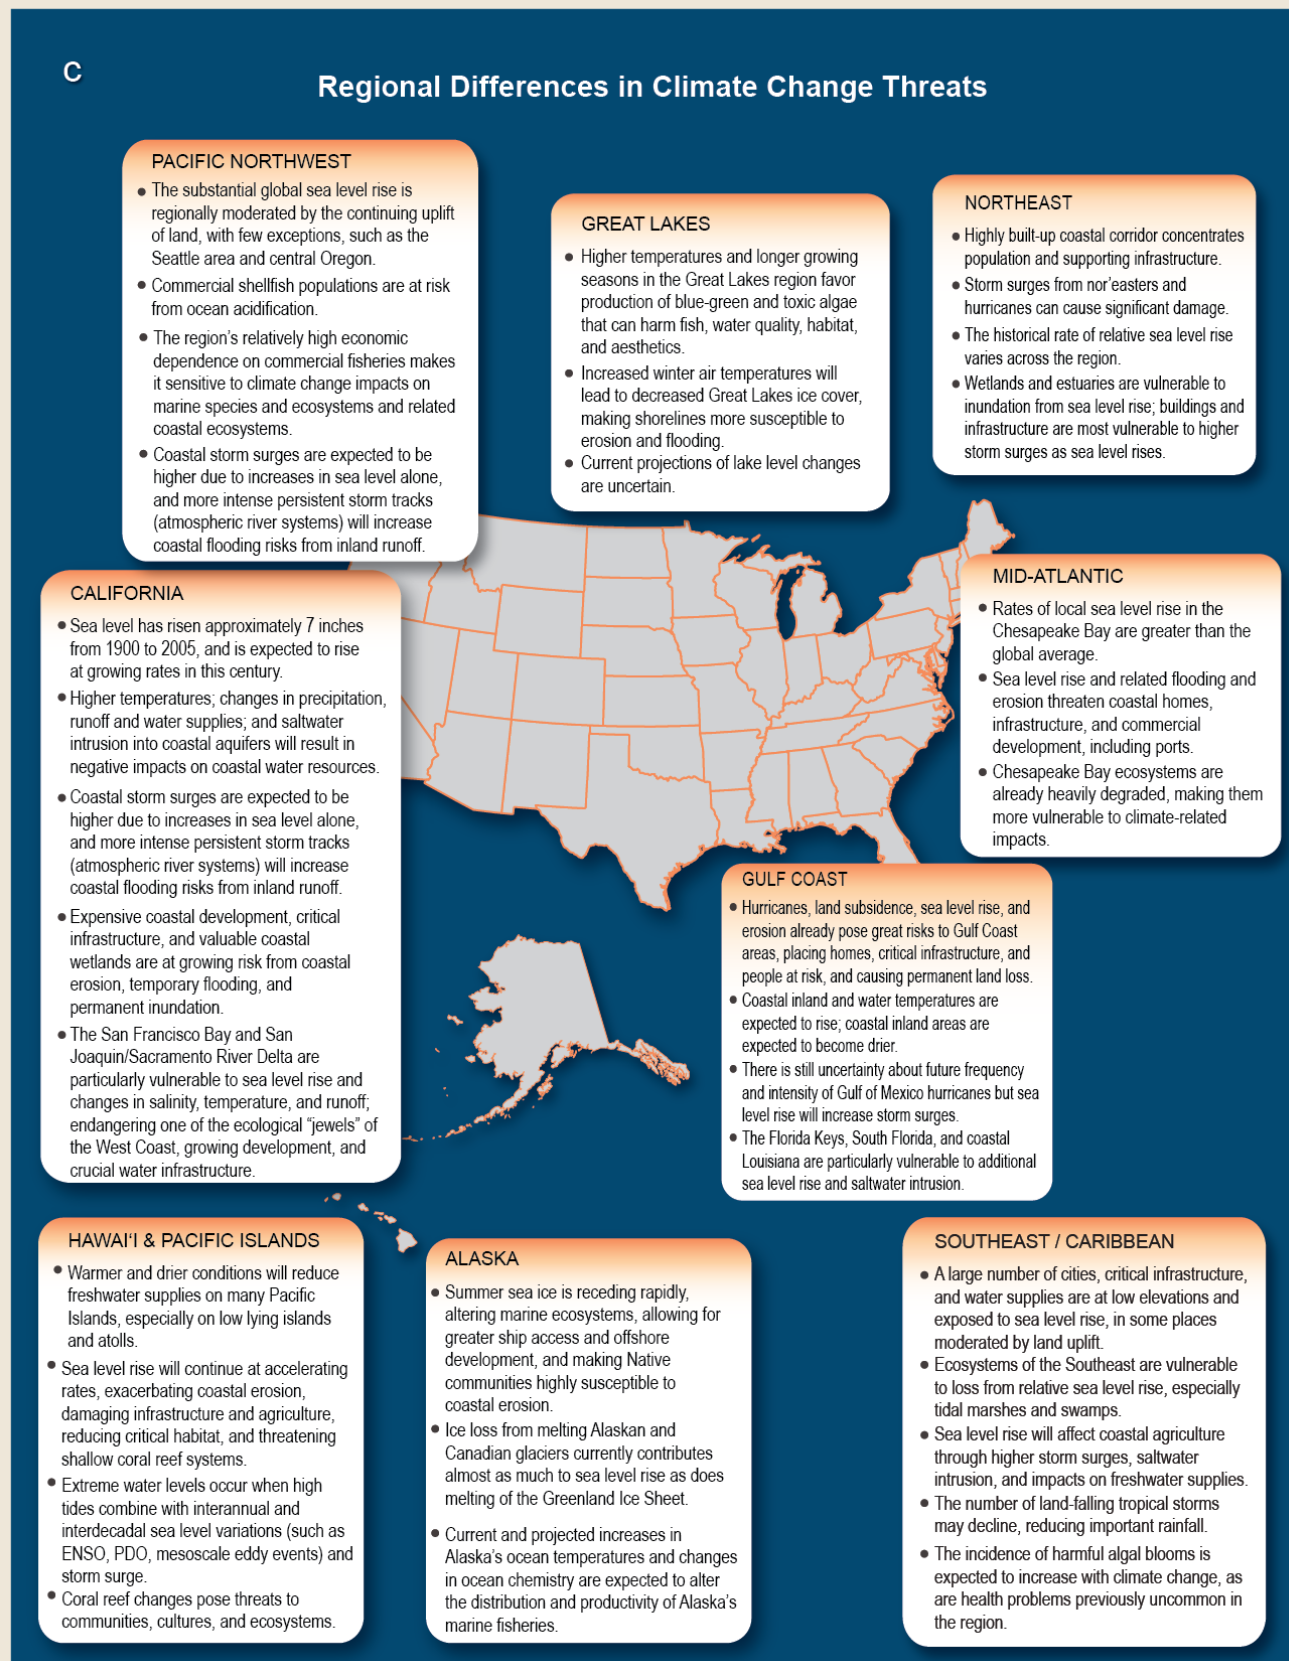 C
Regional Differences in Climate Change Threats
PACIFIC NORTHWEST
• The substantial global sea level rise is
regionally moderated by the continuing uplift
of land, with few exceptions, such as the
Seattle area and central Oregon.
• Commercial shellfish populations are at risk
from ocean acidification.
• The region's relatively high economic
dependence on commercial fisheries makes
it sensitive to climate change impacts on
marine species and ecosystems and related
coastal ecosystems.
• Coastal storm surges are expected to be
higher due to increases in sea level alone,
and more intense persistent storm tracks
(atmospheric river systems) will increase
coastal flooding risks from inland runoff.
GREAT LAKES
• Higher temperatures and longer growing
seasons in the Great Lakes region favor
production of blue-green and toxic algae
that can harm fish, water quality, habitat,
and aesthetics.
• Increased winter air temperatures will
lead to decreased Great Lakes ice cover,
making shorelines more susceptible to
erosion and flooding.
• Current projections of lake level changes
are uncertain.
NORTHEAST
• Highly built-up coastal corridor concentrates
population and supporting infrastructure.
• Storm surges from nor'easters and
hurricanes can cause significant damage.
• The historical rate of relative sea level rise
varies across the region.
• Wetlands and estuaries are vulnerable to
inundation from sea level rise; buildings and
infrastructure are most vulnerable to higher
storm surges as sea level rises.
CALIFORNIA
• Sea level has risen approximately 7 inches
from 1900 to 2005, and is expected to rise
at growing rates in this century.
• Higher temperatures; changes in precipitation,
runoff and water supplies; and saltwater
intrusion into coastal aquifers will result in
negative impacts on coastal water resources.
• Coastal storm surges are expected to be
higher due to increases in sea level alone,
and more intense persistent storm tracks
(atmospheric river systems) will increase
coastal flooding risks from inland runoff.
• Expensive coastal development, critical
infrastructure, and valuable coastal
wetlands are at growing risk from coastal
erosion, temporary flooding, and
permanent inundation.
• The San Francisco Bay and San
Joaquin/Sacramento River Delta are
particularly vulnerable to sea level rise and
changes in salinity, temperature, and runoff;
endangering one of the ecological “jewels” of
the West Coast, growing development, and
crucial water infrastructure.
MID-ATLANTIC
• Rates of local sea level rise in the
Chesapeake Bay are greater than the
global average.
• Sea level rise and related flooding and
erosion threaten coastal homes,
infrastructure, and commercial
development, including ports.
• Chesapeake Bay ecosystems are
already heavily degraded, making them
more vulnerable to climate-related
impacts.
GULF COAST
• Hurricanes, land subsidence, sea level rise, and
erosion already pose great risks to Gulf Coast
areas, placing homes, critical infrastructure, and
people at risk, and causing permanent land loss.
• Coastal inland and water temperatures are
expected to rise; coastal inland areas are
expected to become drier.
• There is still uncertainty about future frequency
and intensity of Gulf of Mexico hurricanes but sea
level rise will increase storm surges.
• The Florida Keys, South Florida, and coastal
Louisiana are particularly vulnerable to additional
sea level rise and saltwater intrusion.
HAWAI‘I & PACIFIC ISLANDS
• Warmer and drier conditions will reduce
freshwater supplies on many Pacific
Islands, especially on low lying islands
and atolls.
• Sea level rise will continue at accelerating
rates, exacerbating coastal erosion,
damaging infrastructure and agriculture,
reducing critical habitat, and threatening
shallow coral reef systems.
• Extreme water levels occur when high
tides combine with interannual and
interdecadal sea level variations (such as
ENSO, PDO, mesoscale eddy events) and
storm surge.
• Coral reef changes pose threats to
communities, cultures, and ecosystems.
ALASKA
• Summer sea ice is receding rapidly,
altering marine ecosystems, allowing for
greater ship access and offshore
development, and making Native
communities highly susceptible to
coastal erosion.
• Ice loss from melting Alaskan and
Canadian glaciers currently contributes
almost as much to sea level rise as does
melting of the Greenland Ice Sheet.
• Current and projected increases in
Alaska's ocean temperatures and changes
in ocean chemistry are expected to alter
the distribution and productivity of Alaska's
marine fisheries.
SOUTHEAST / CARIBBEAN
• A large number of cities, critical infrastructure,
and water supplies are at low elevations and
exposed to sea level rise, in some places
moderated by land uplift.
• Ecosystems of the Southeast are vulnerable
to loss from relative sea level rise, especially
tidal marshes and swamps.
• Sea level rise will affect coastal agriculture
through higher storm surges, saltwater
intrusion, and impacts on freshwater supplies.
• The number of land-falling tropical storms
may decline, reducing important rainfall.
• The incidence of harmful algal blooms is
expected to increase with climate change, as
are health problems previously uncommon in
the region.